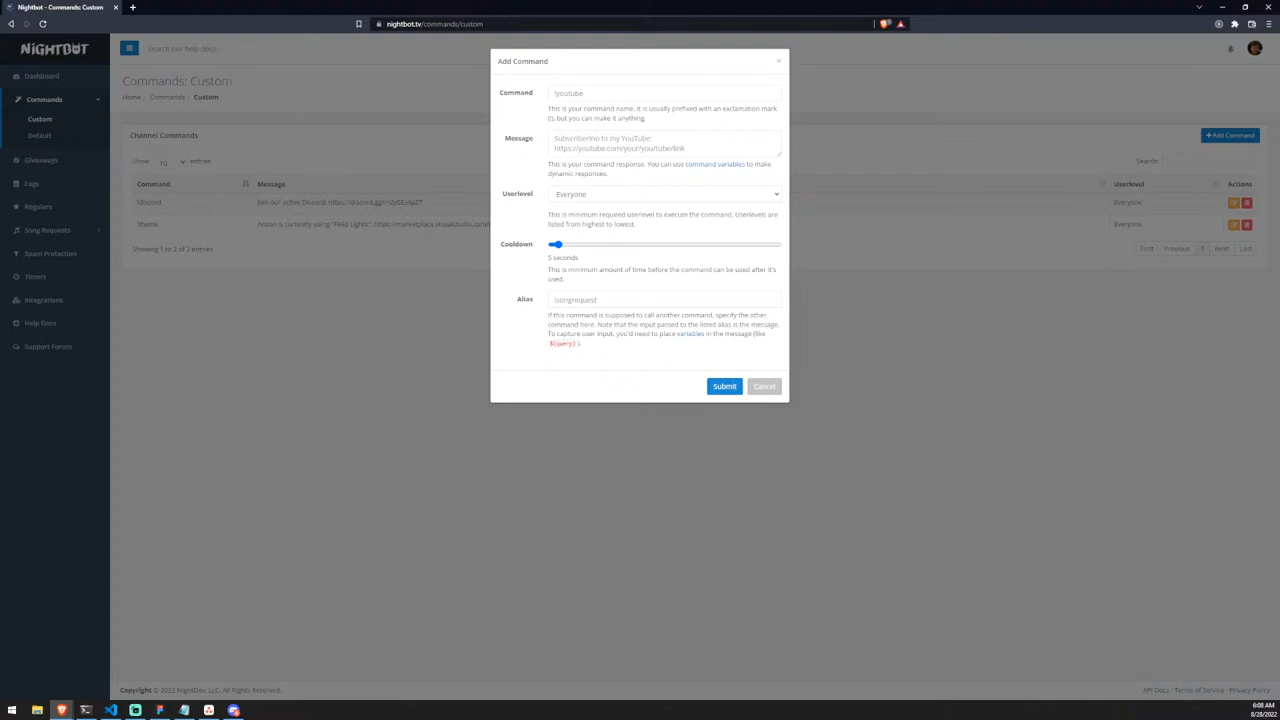 Nightbot - Commands: Custom
nightbot.tv/commands/custom
NIGHTBOT
Search our help docs..
Dashboard
Commands
Custom
Default
Giveaways
Logs
Regulars
Song Requests
Spam Protection
Timers
Integrations
Help Docs
Support Forum
Commands: Custom
Home / Commands / Custom
Channel Commands
+ Add Command
Show 10 entries
Search:
Command Message Userlevel Actions
!discord Join our active Discord: Everyone
!theme Aniston is currently using Everyone
Showing 1 to 2 of 2 entries
First Previous 1 Next Last
Add Command
×
Command
!youtube
This is your command name, it is usually prefixed with an exclamation mark
(!), but you can make it anything.
Message
Subscriberino to my YouTube:
https://youtube.com/your/you/tube/link
This is your command response. You can use command variables to make
dynamic responses.
Userlevel
Everyone
This is minimum required userlevel to execute the command. Userlevels are
listed from highest to lowest.
Cooldown
5 seconds
This is minimum amount of time before the command can be used after it's
used.
Alias
!songrequest
If this command is supposed to call another command, specify the other
command here. Note that the input passed to the listed alias is the message.
To capture user input, you'd need to place variables in the message (like
$(query) ).
Submit
Cancel
Copyright © 2022 NightDev, LLC. All Rights Reserved.
API Docs · Terms of Service · Privacy Policy
6:08 AM
8/28/2022